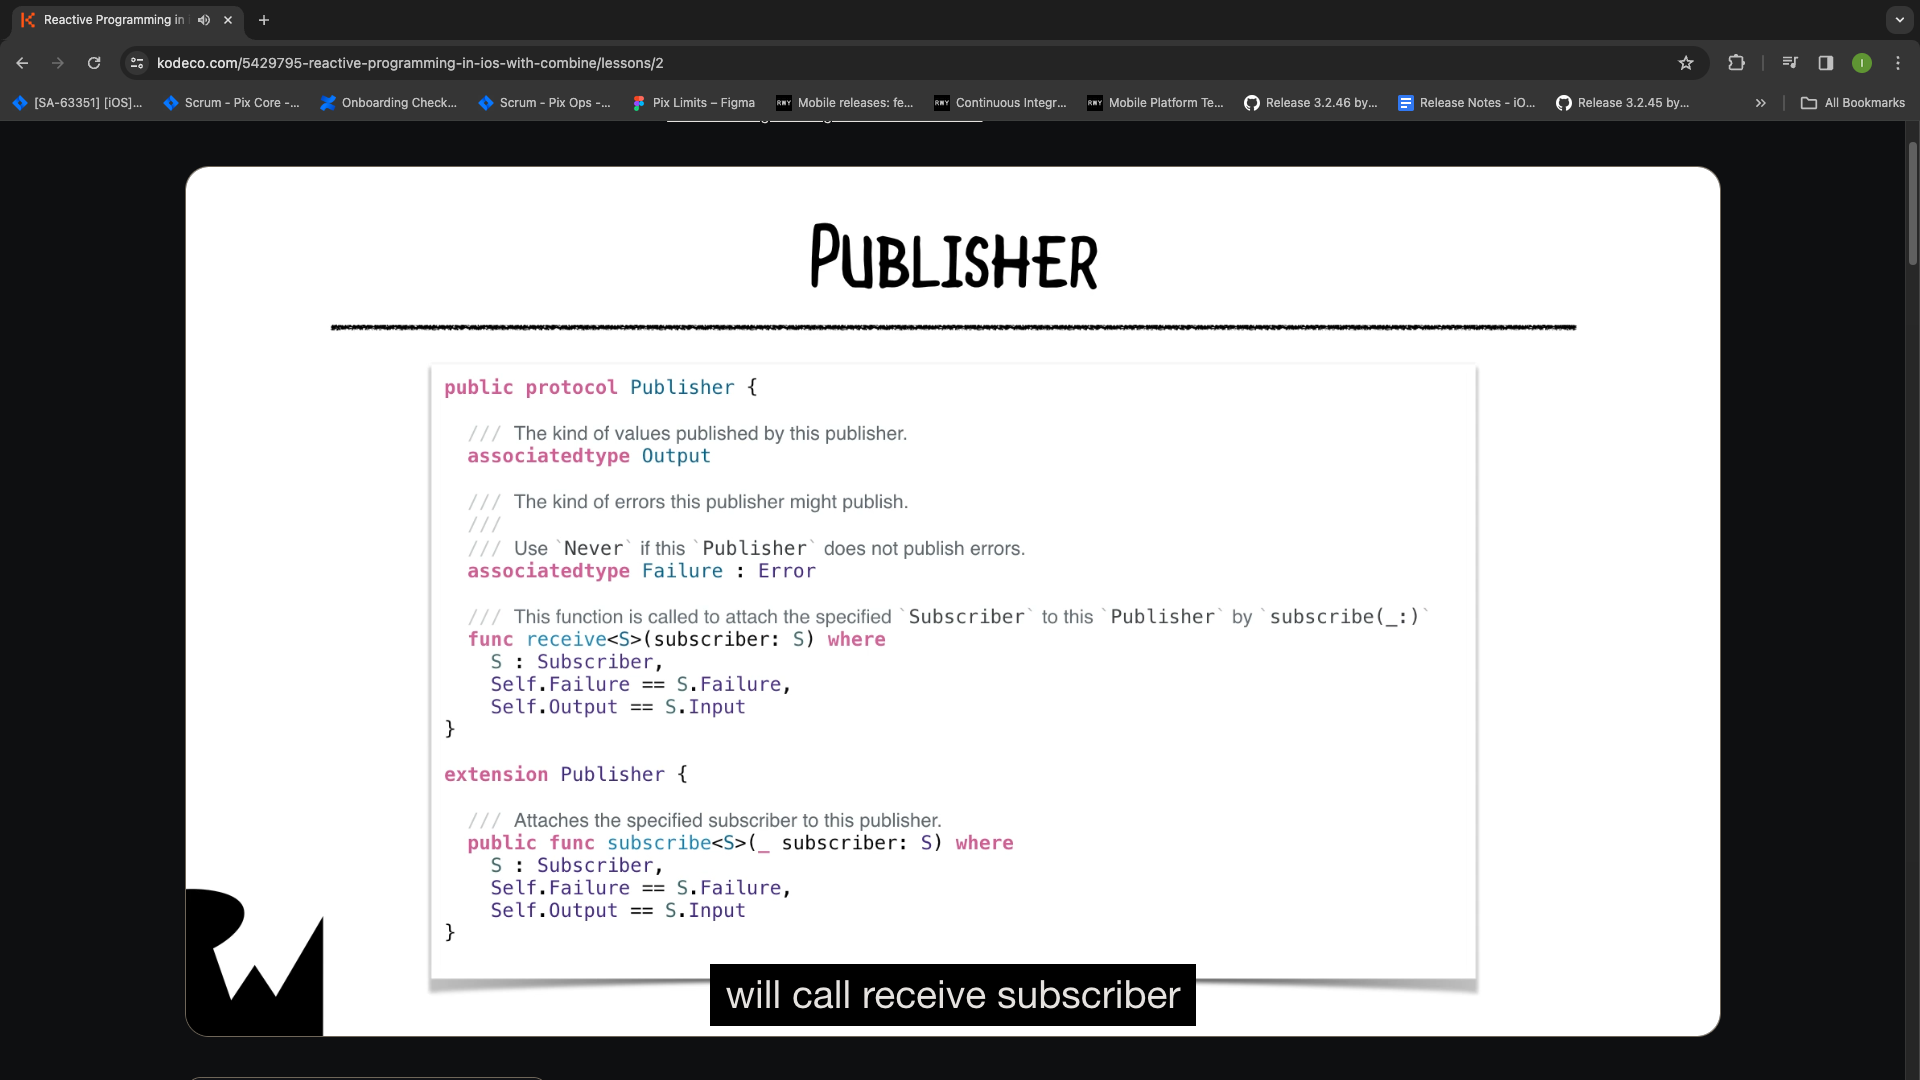 Reactive Programming in
kodeco.com/5429795-reactive-programming-in-ios-with-combine/lessons/2
I
[SA-63351] [iOS]...
Scrum - Pix Core -...
Onboarding Check...
Scrum - Pix Ops -...
Pix Limits – Figma
Mobile releases: fe...
Continuous Integr...
Mobile Platform Te...
Release 3.2.46 by...
Release Notes - iO...
Release 3.2.45 by...
All Bookmarks
PUBLISHER
public protocol Publisher {
/// The kind of values published by this publisher.
associatedtype Output
/// The kind of errors this publisher might publish.
///
/// Use `Never` if this `Publisher` does not publish errors.
associatedtype Failure : Error
/// This function is called to attach the specified `Subscriber` to this `Publisher` by `subscribe(_:)`
func receive<S>(subscriber: S) where
S : Subscriber,
Self.Failure == S.Failure,
Self.Output == S.Input
}
extension Publisher {
/// Attaches the specified subscriber to this publisher.
public func subscribe<S>(_ subscriber: S) where
S : Subscriber,
Self.Failure == S.Failure,
Self.Output == S.Input
}
will call receive subscriber